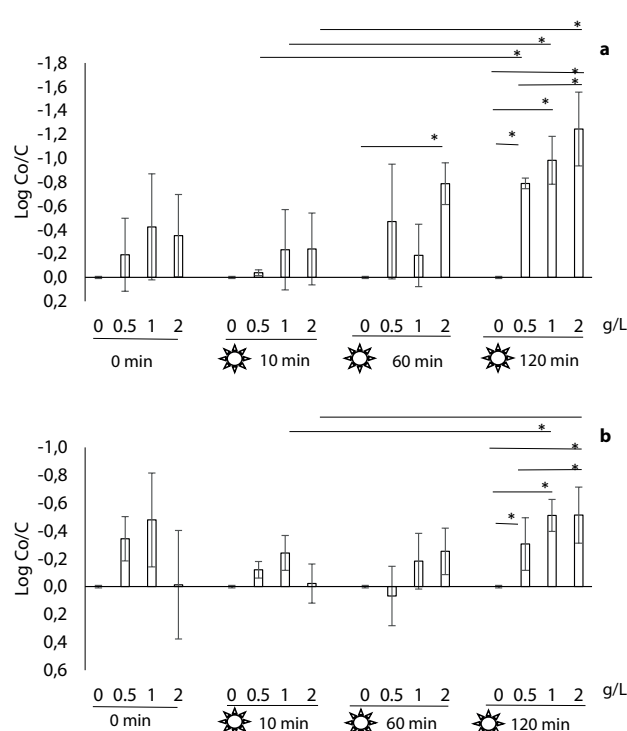 a
-1,8
-1,6
-1,4
-1,2
-1,0
-0,8
-0,6
-0,4
-0,2
0,0
0,2
Log Co/C
* * * * * * * *
0 0.5 1 2 0 0.5 1 2 0 0.5 1 2 0 0.5 1 2 g/L
0 min 10 min 60 min 120 min
b
-1,0
-0,8
-0,6
-0,4
-0,2
0,0
0,2
0,4
0,6
Log Co/C
* * * * *
0 0.5 1 2 0 0.5 1 2 0 0.5 1 2 0 0.5 1 2 g/L
0 min 10 min 60 min 120 min